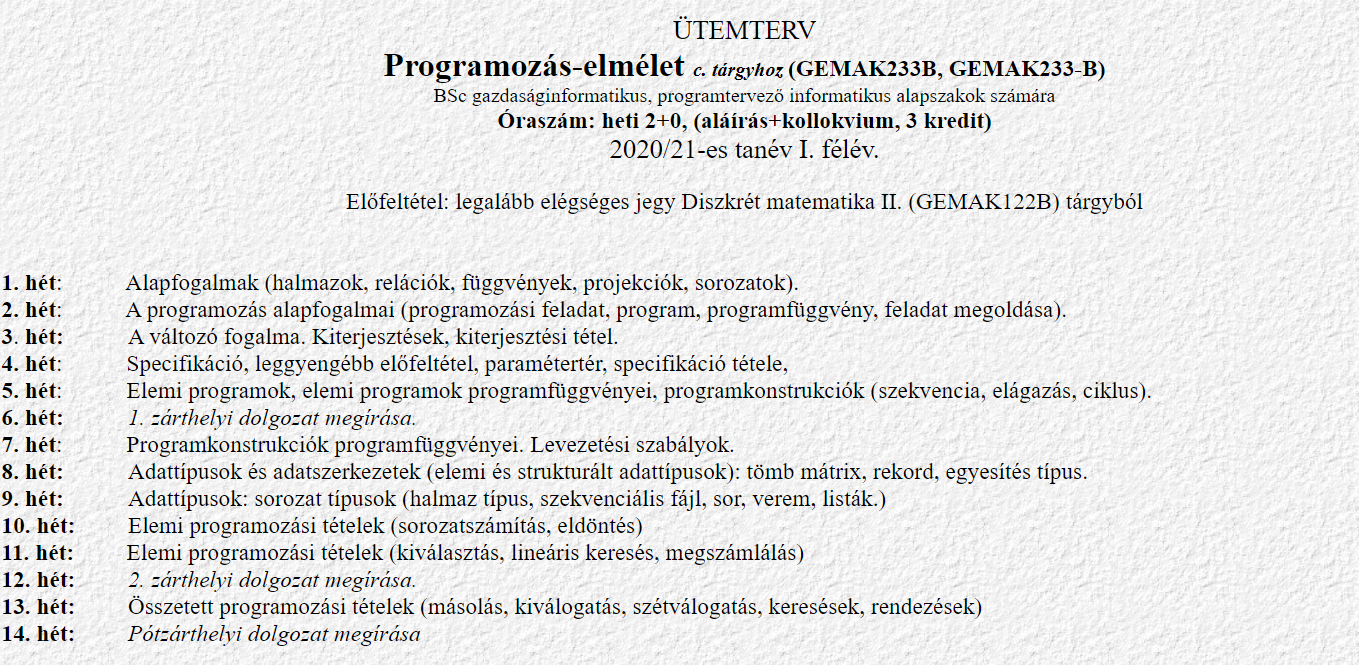 ÜTEMTERV
Programozás-elmélet c. tárgyhoz (GEMAK233B, GEMAK233-B)
BSc gazdaságinformatikus, programtervező informatikus alapszakok számára
Óraszám: heti 2+0, (aláírás+kollokvium, 3 kredit)
2020/21-es tanév I. félév.
Előfeltétel: legalább elégséges jegy Diszkrét matematika II. (GEMAK122B) tárgyból
1. hét: Alapfogalmak (halmazok, relációk, függvények, projekciók, sorozatok).
2. hét: A programozás alapfogalmai (programozási feladat, program, programfüggvény, feladat megoldása).
3. hét: A változó fogalma. Kiterjesztések, kiterjesztési tétel.
4. hét: Specifikáció, leggyengébb előfeltétel, paramétertér, specifikáció tétele,
5. hét: Elemi programok, elemi programok programfüggvényei, programkonstrukciók (szekvencia, elágazás, ciklus).
6. hét: 1. zárthelyi dolgozat megírása.
7. hét: Programkonstrukciók programfüggvényei. Levezetési szabályok.
8. hét: Adattípusok és adatszerkezetek (elemi és strukturált adattípusok): tömb mátrix, rekord, egyesítés típus.
9. hét: Adattípusok: sorozat típusok (halmaz típus, szekvenciális fájl, sor, verem, listák.)
10. hét: Elemi programozási tételek (sorozatszámítás, eldöntés)
11. hét: Elemi programozási tételek (kiválasztás, lineáris keresés, megszámlálás)
12. hét: 2. zárthelyi dolgozat megírása.
13. hét: Összetett programozási tételek (másolás, kiválogatás, szétválogatás, keresések, rendezések)
14. hét: Pótzárthelyi dolgozat megírása